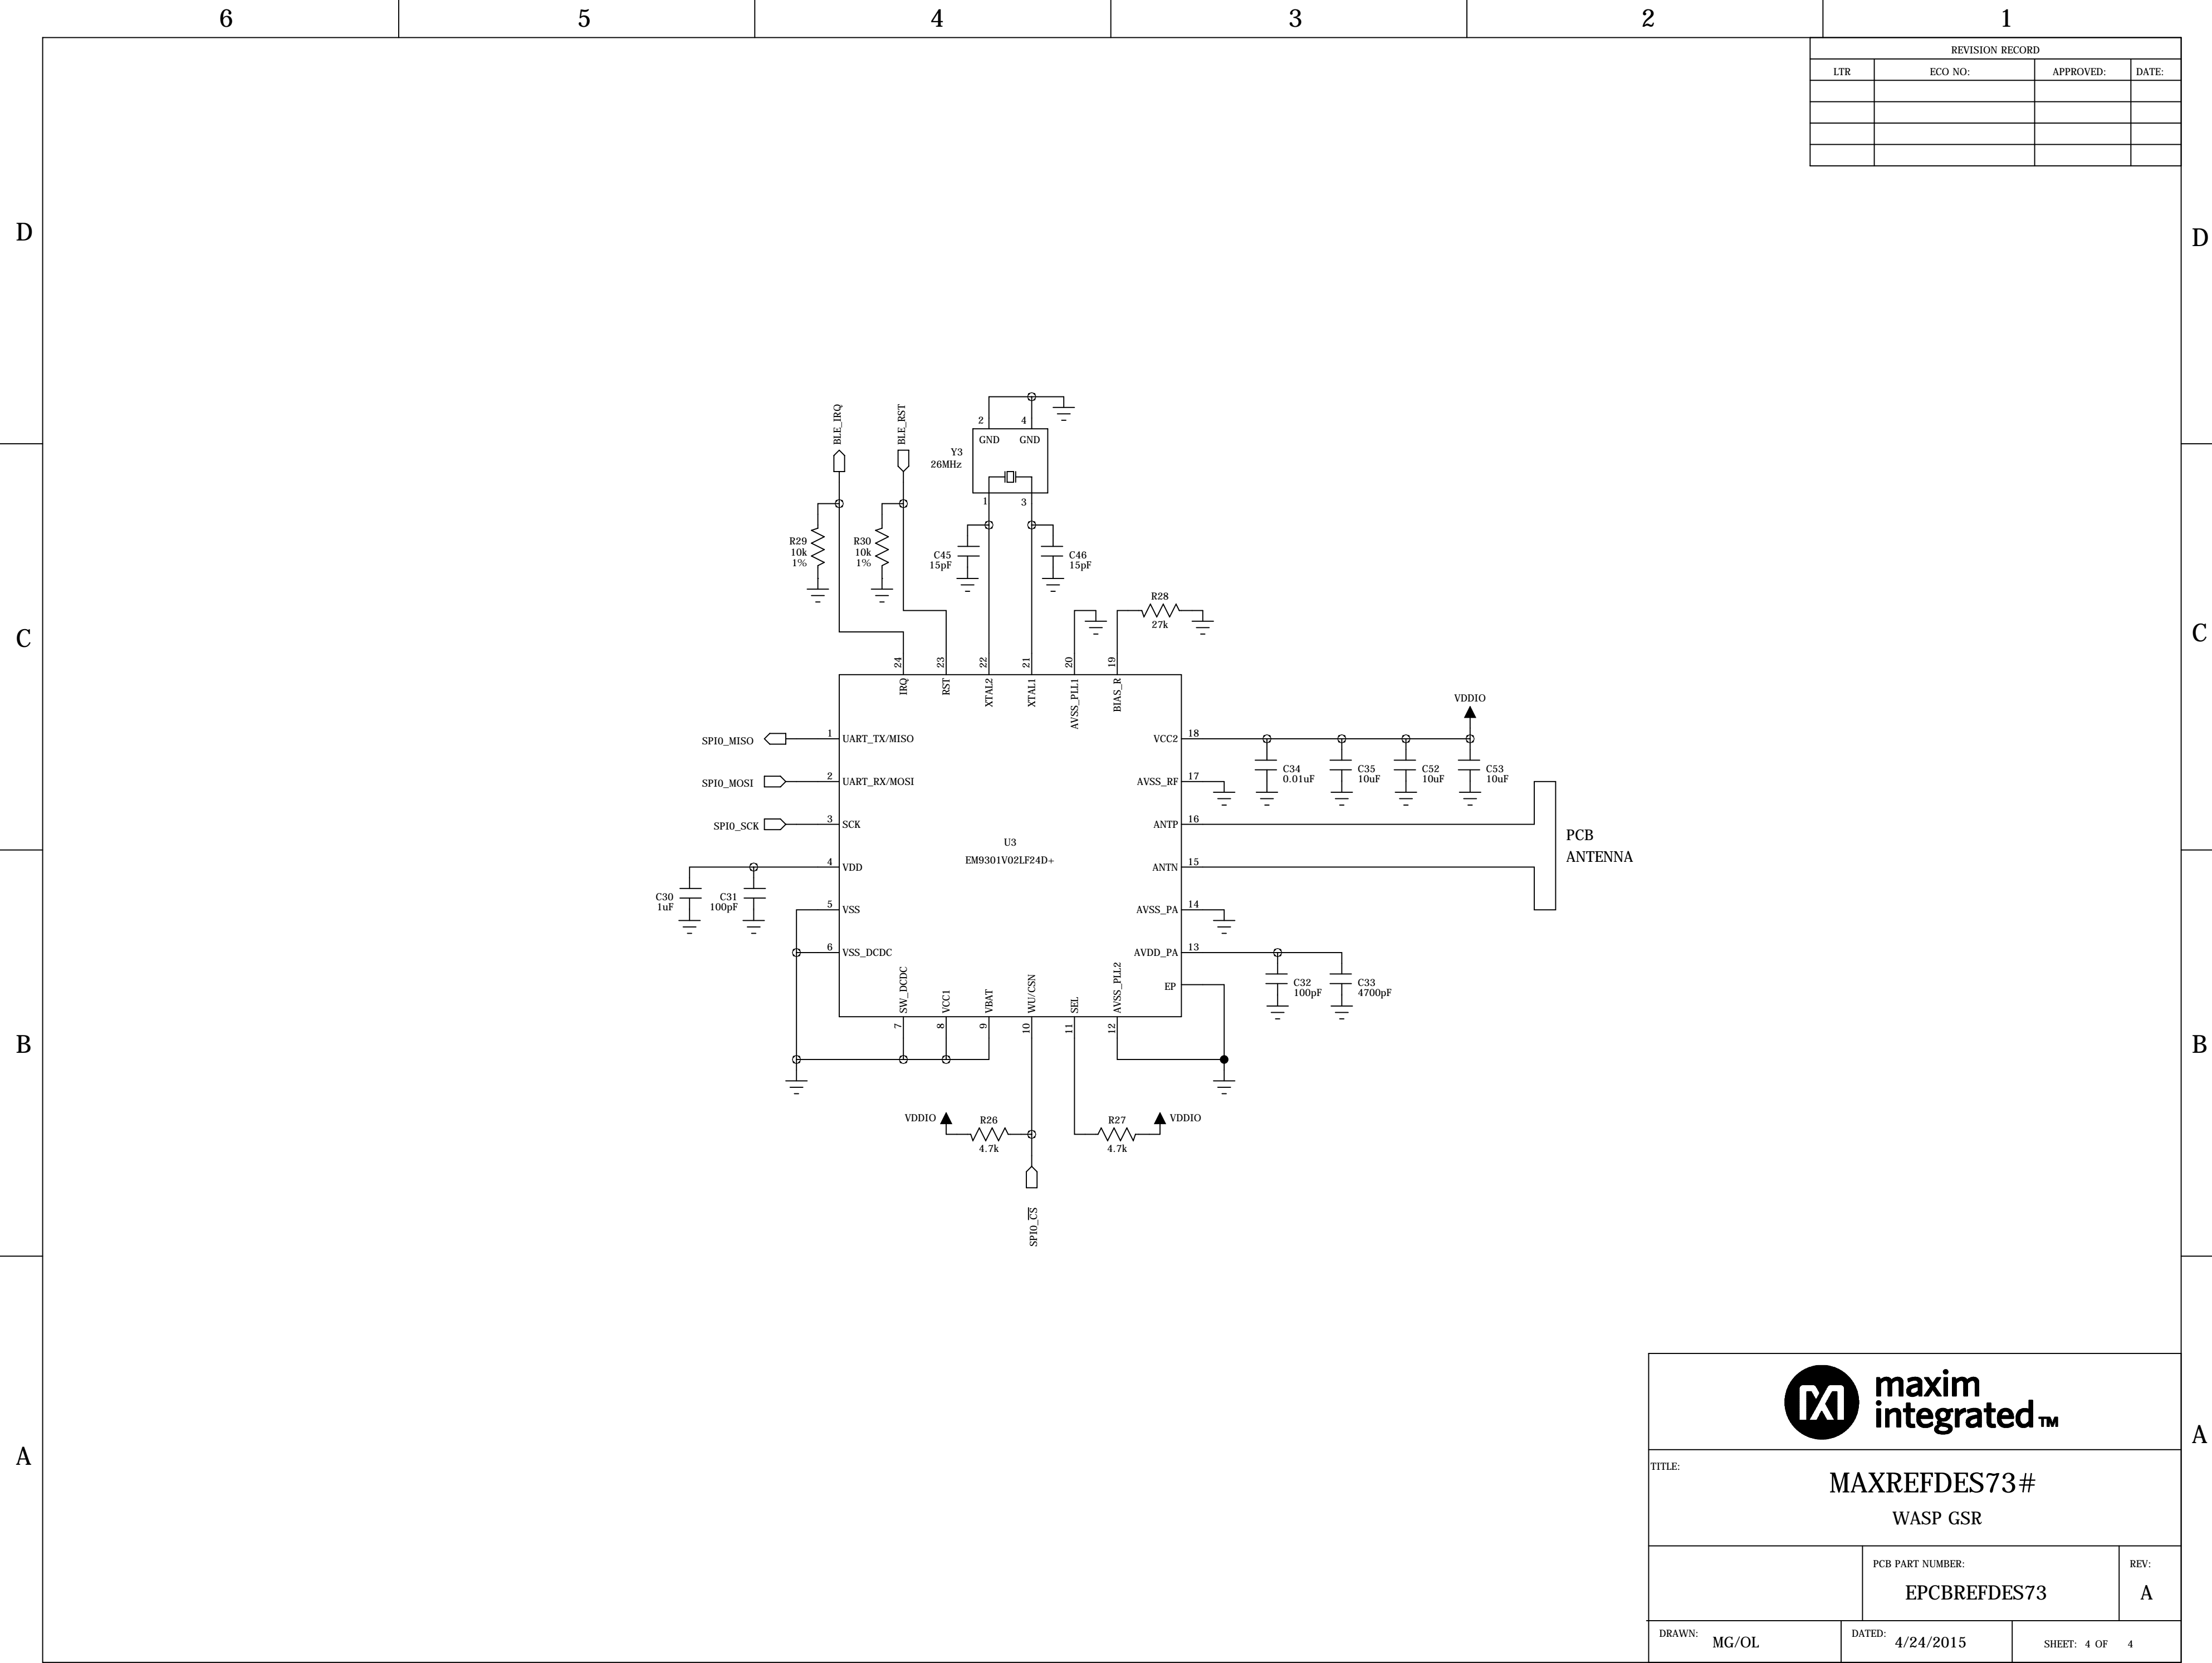 6 5 4 3 2 1
REVISION RECORD
LTR ECO NO: APPROVED: DATE:
D D
BLE_IRQ
BLE_RST
2 4
GND GND
Y3
26MHz
1 3
R29
10k
1%
R30
10k
1%
C45
15pF
C46
15pF
R28
27k
C C
24 23 22 21 20 19
IRQ RST XTAL2 XTAL1 AVSS_PLL1 BIAS_R
VDDIO
SPI0_MISO 1 UART_TX/MISO
VCC2 18
C34
0.01uF
C35
10uF
C52
10uF
C53
10uF
SPI0_MOSI 2 UART_RX/MOSI
AVSS_RF 17
SPI0_SCK 3 SCK
ANTP 16
U3
EM9301V02LF24D+
PCB
ANTENNA
4 VDD
ANTN 15
C30
1uF
C31
100pF
5 VSS
AVSS_PA 14
6 VSS_DCDC
AVDD_PA 13
C32
100pF
C33
4700pF
EP
SW_DCDC VCC1 VBAT WU/CSN SEL AVSS_PLL2
7 8 9 10 11 12
B B
VDDIO
R26
4.7k
R27
4.7k
VDDIO
SPI0_CS
maxim
integrated™
A A
TITLE:
MAXREFDES73#
WASP GSR
PCB PART NUMBER:
EPCBREFDES73
REV:
A
DRAWN: MG/OL
DATED: 4/24/2015
SHEET: 4 OF 4